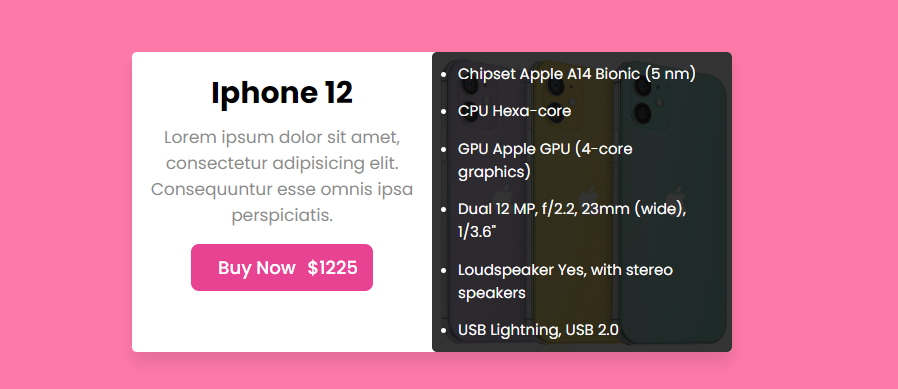 Iphone 12
Lorem ipsum dolor sit amet,
consectetur adipisicing elit.
Consequuntur esse omnis ipsa
perspiciatis.
Buy Now $1225
Chipset Apple A14 Bionic (5 nm)
CPU Hexa-core
GPU Apple GPU (4-core
graphics)
Dual 12 MP, f/2.2, 23mm (wide),
1/3.6"
Loudspeaker Yes, with stereo
speakers
USB Lightning, USB 2.0